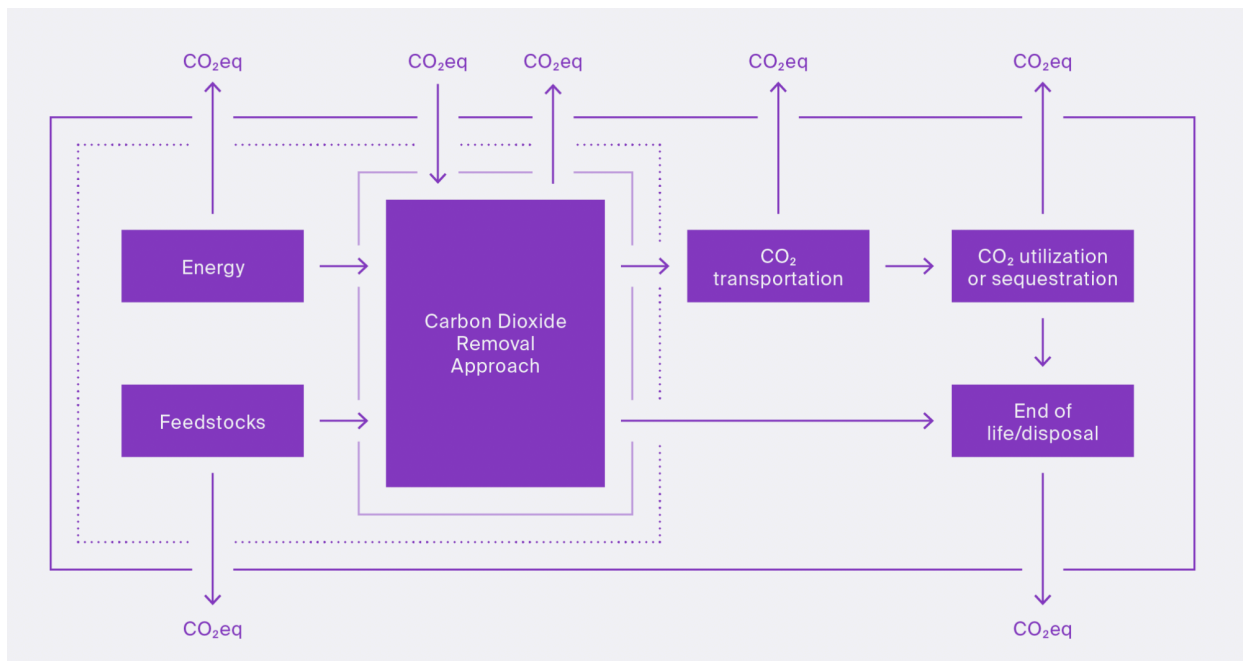 CO₂eq
CO₂eq
CO₂eq
CO₂eq
CO₂eq
Energy
CO₂
transportation
CO₂ utilization
or sequestration
Carbon Dioxide
Removal
Approach
Feedstocks
End of
life/disposal
CO₂eq
CO₂eq